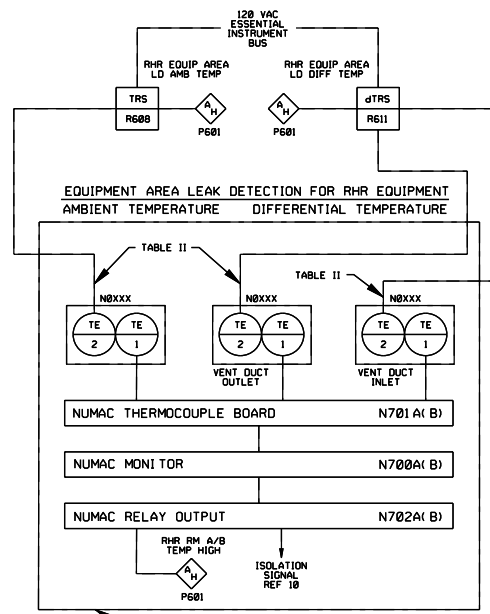 120 VAC
ESSENTIAL
INSTRUMENT
BUS
RHR EQUIP AREA
LD AMB TEMP
RHR EQUIP AREA
LD DIFF TEMP
TRS
R608
A
H
P601
A
H
P601
dTRS
R611
EQUIPMENT AREA LEAK DETECTION FOR RHR EQUIPMENT
AMBIENT TEMPERATURE DIFFERENTIAL TEMPERATURE
TABLE II
TABLE II
N0XXX
N0XXX
N0XXX
TE
2
TE
1
TE
2
TE
1
TE
2
TE
1
VENT DUCT
OUTLET
VENT DUCT
INLET
NUMAC THERMOCOUPLE BOARD N701A(B)
NUMAC MONITOR N700A(B)
NUMAC RELAY OUTPUT N702A(B)
RHR RM A/B
TEMP HIGH
A
H
P601
ISOLATION
SIGNAL
REF 10